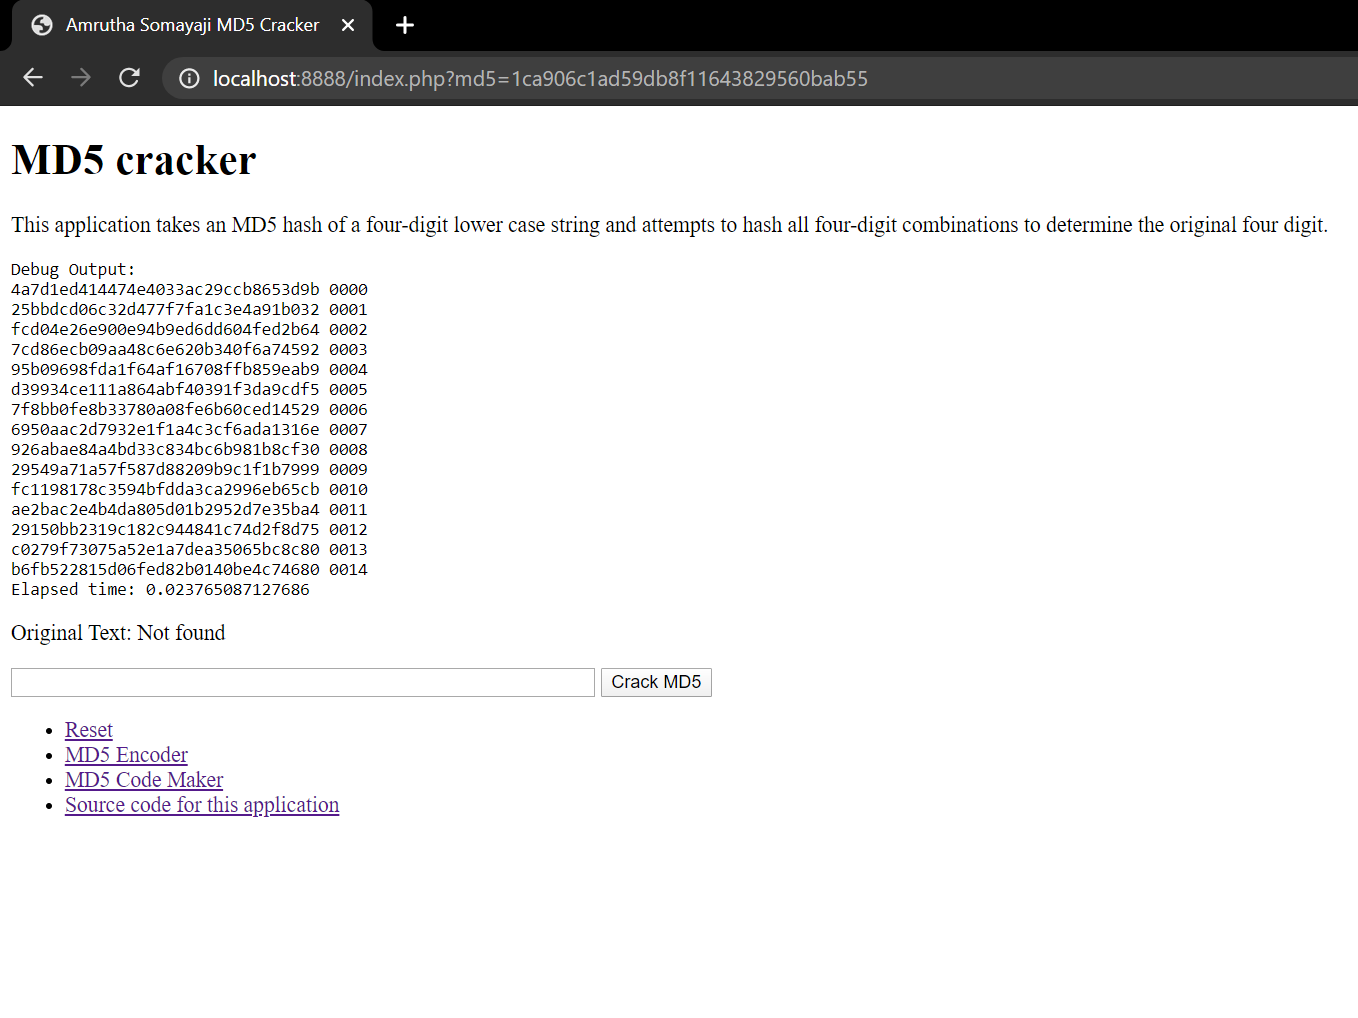 Amrutha Somayaji MD5 Cracker
localhost:8888/index.php?md5=1ca906c1ad59db8f11643829560bab55
MD5 cracker
This application takes an MD5 hash of a four-digit lower case string and attempts to hash all four-digit combinations to determine the original four digit.
Debug Output:
4a7d1ed414474e4033ac29ccb8653d9b 0000
25bbdcd06c32d477f7fa1c3e4a91b032 0001
fcd04e26e900e94b9ed6dd604fed2b64 0002
7cd86ecb09aa48c6e620b340f6a74592 0003
95b09698fda1f64af16708ffb859eab9 0004
d39934ce111a864abf40391f3da9cdf5 0005
7f8bb0fe8b33780a08fe6b60ced14529 0006
6950aac2d7932e1f1a4c3cf6ada1316e 0007
926abae84a4bd33c834bc6b981b8cf30 0008
29549a71a57f587d88209b9c1f1b7999 0009
fc1198178c3594bfdda3ca2996eb65cb 0010
ae2bac2e4b4da805d01b2952d7e35ba4 0011
29150bb2319c182c944841c74d2f8d75 0012
c0279f73075a52e1a7dea35065bc8c80 0013
b6fb522815d06fed82b0140be4c74680 0014
Elapsed time: 0.023765087127686
Original Text: Not found
Crack MD5
Reset
MD5 Encoder
MD5 Code Maker
Source code for this application